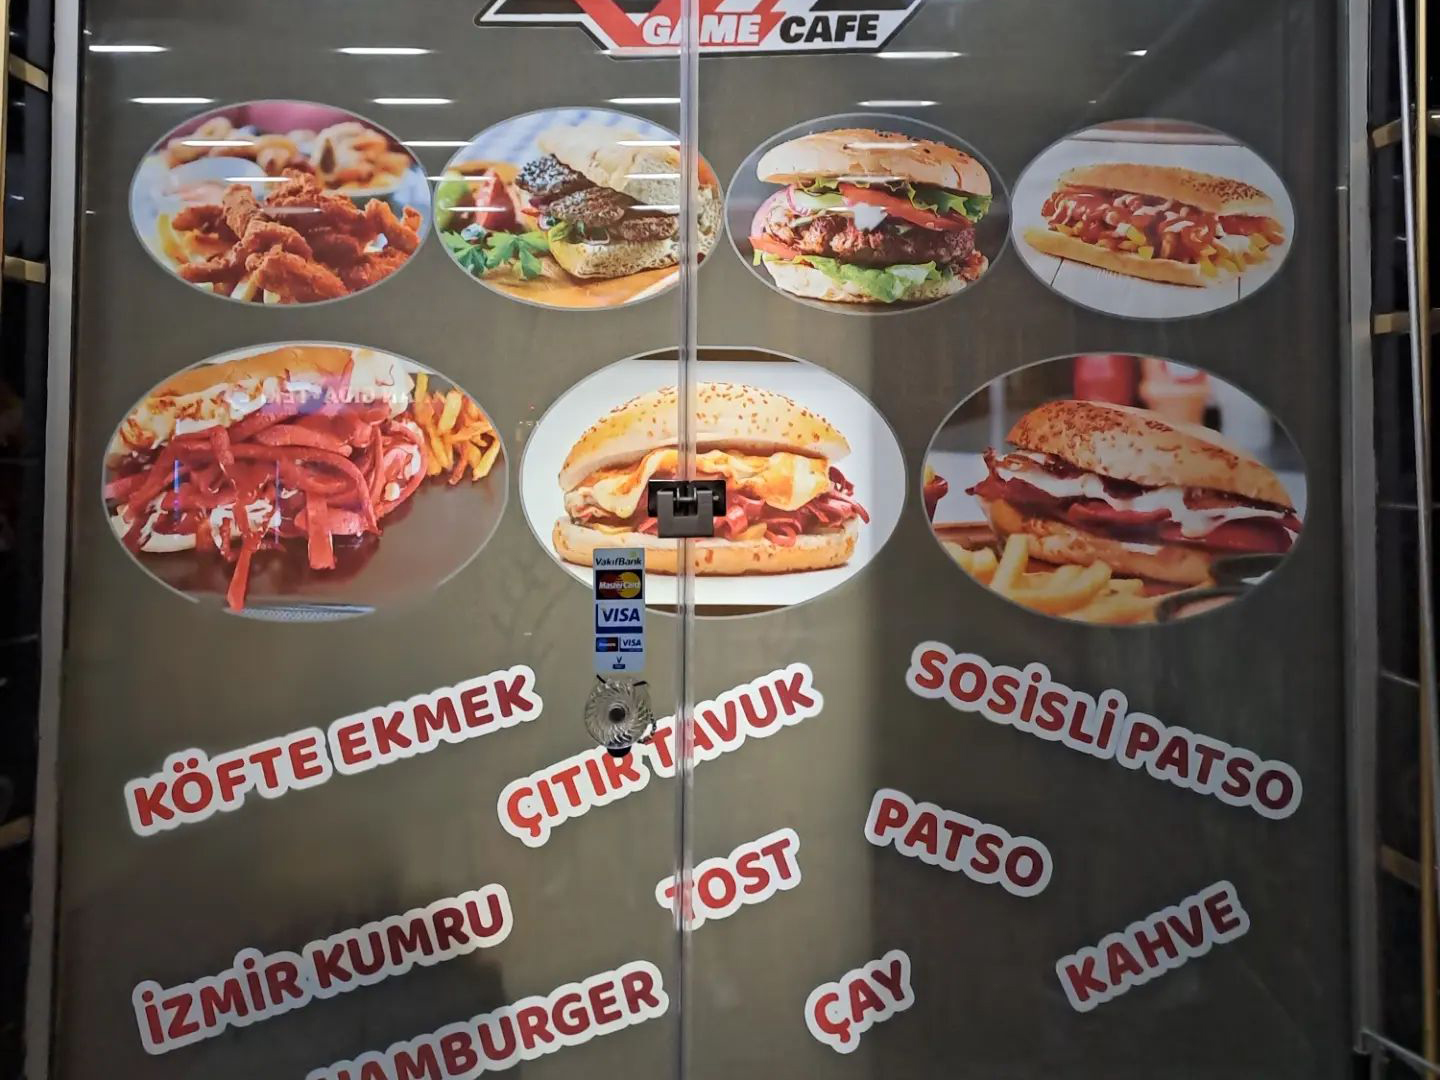 GAME CAFE
VakıfBank
MasterCard
VISA
VISA
KÖFTE EKMEK
ÇITIR TAVUK
SOSİSLİ PATSO
PATSO
TOST
İZMİR KUMRU
KAHVE
ÇAY
HAMBURGER